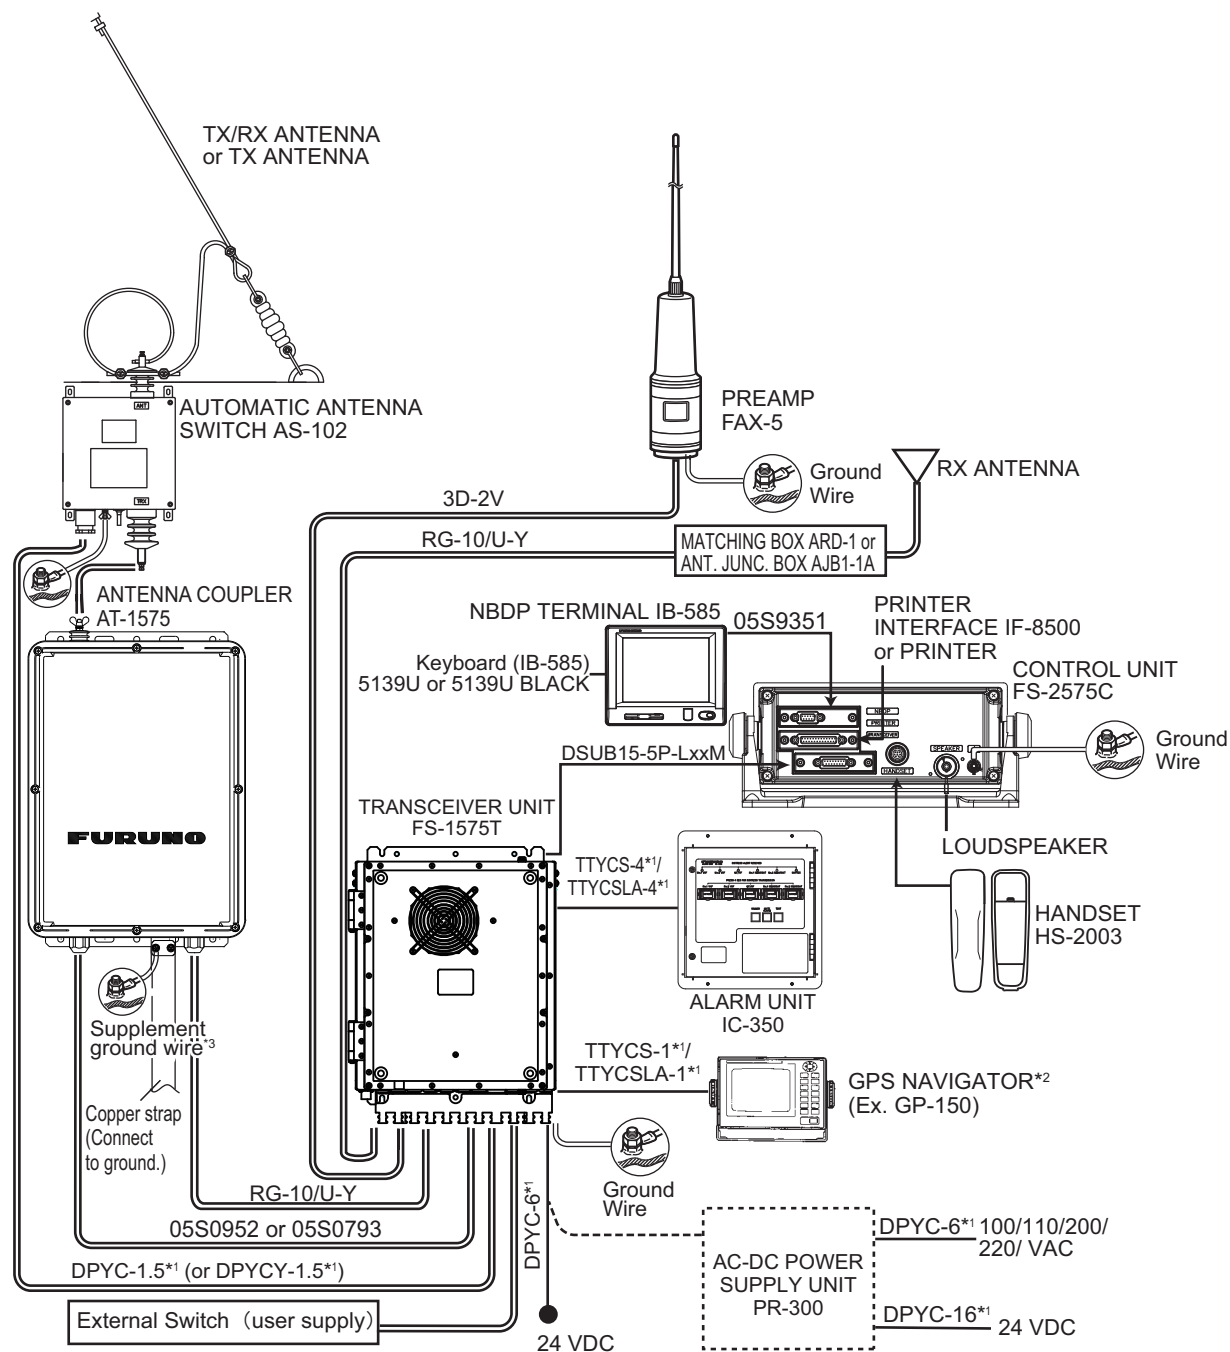 TX/RX ANTENNA
or TX ANTENNA
ANT
AUTOMATIC ANTENNA
SWITCH AS-102
TRX
PREAMP
FAX-5
Ground
Wire
RX ANTENNA
3D-2V
RG-10/U-Y
MATCHING BOX ARD-1 or
ANT. JUNC. BOX AJB1-1A
ANTENNA COUPLER
AT-1575
NBDP TERMINAL IB-585
05S9351
PRINTER
INTERFACE IF-8500
or PRINTER
Keyboard (IB-585)
5139U or 5139U BLACK
CONTROL UNIT
FS-2575C
NBDP
PRINTER
TRANSCEIVER
SPEAKER
HANDSET
Ground
Wire
DSUB15-5P-LxxM
TRANSCEIVER UNIT
FS-1575T
LOUDSPEAKER
FURUNO
TTYCS-4*1/
TTYCSLA-4*1
HANDSET
HS-2003
ALARM UNIT
IC-350
Supplement
ground wire*3
TTYCS-1*1/
TTYCSLA-1*1
GPS NAVIGATOR*2
(Ex. GP-150)
Copper strap
(Connect
to ground.)
Ground
Wire
RG-10/U-Y
DPYC-6*1
05S0952 or 05S0793
DPYC-6*1 100/110/200/
220/ VAC
AC-DC POWER
SUPPLY UNIT
PR-300
DPYC-1.5*1 (or DPYCY-1.5*1)
External Switch (user supply)
DPYC-16*1 24 VDC
24 VDC